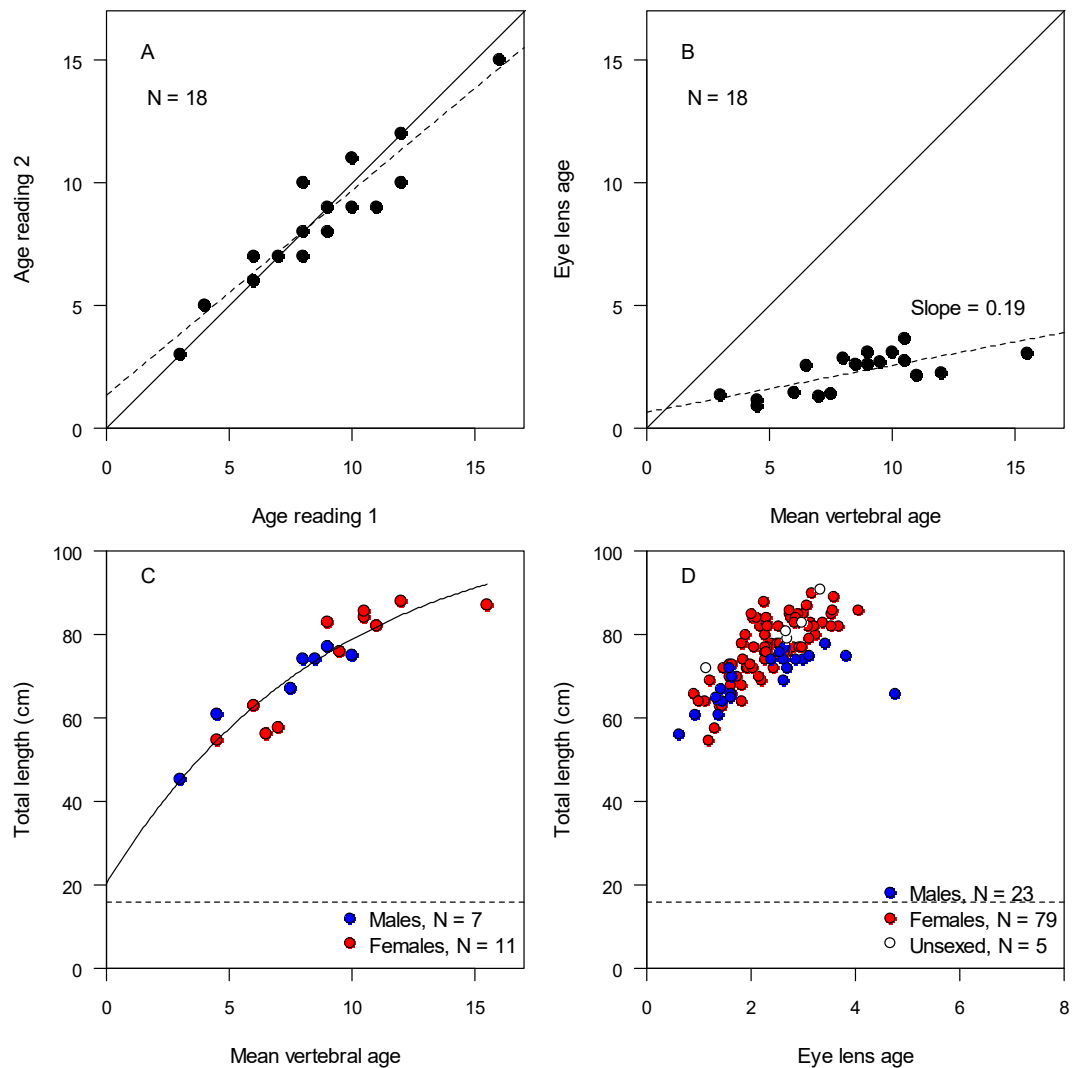 A
N = 18
15
10
5
0
Age reading 2
0
5
10
15
Age reading 1
B
N = 18
Slope = 0.19
15
10
5
0
Eye lens age
0
5
10
15
Mean vertebral age
C
100
80
60
40
20
0
Total length (cm)
Males, N = 7
Females, N = 11
0
5
10
15
Mean vertebral age
D
100
80
60
40
20
0
Total length (cm)
Males, N = 23
Females, N = 79
Unsexed, N = 5
0
2
4
6
8
Eye lens age